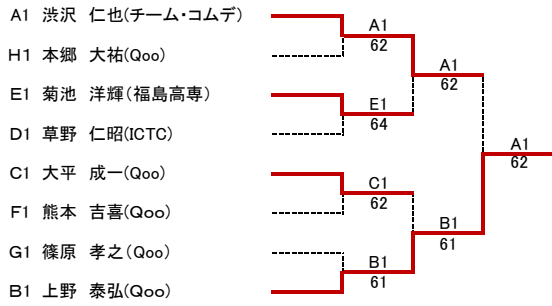 A1 渋沢 仁也(チーム・コムデ)
H1 本郷 大祐(Qoo)
E1 菊池 洋輝(福島高専)
D1 草野 仁昭(ICTC)
C1 大平 成一(Qoo)
F1 熊本 吉喜(Qoo)
G1 篠原 孝之(Qoo)
B1 上野 泰弘(Qoo)
A1
62
E1
64
C1
62
B1
61
A1
62
B1
61
A1
62